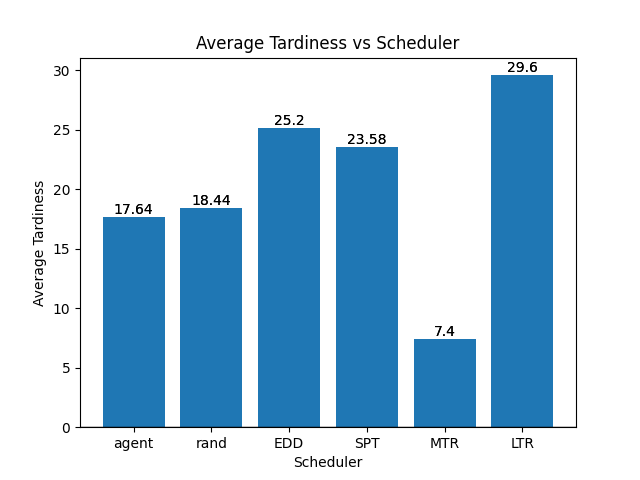 Average Tardiness vs Scheduler
Average Tardiness
30
25
20
15
10
5
0
17.64
18.44
25.2
23.58
7.4
29.6
agent
rand
EDD
SPT
MTR
LTR
Scheduler